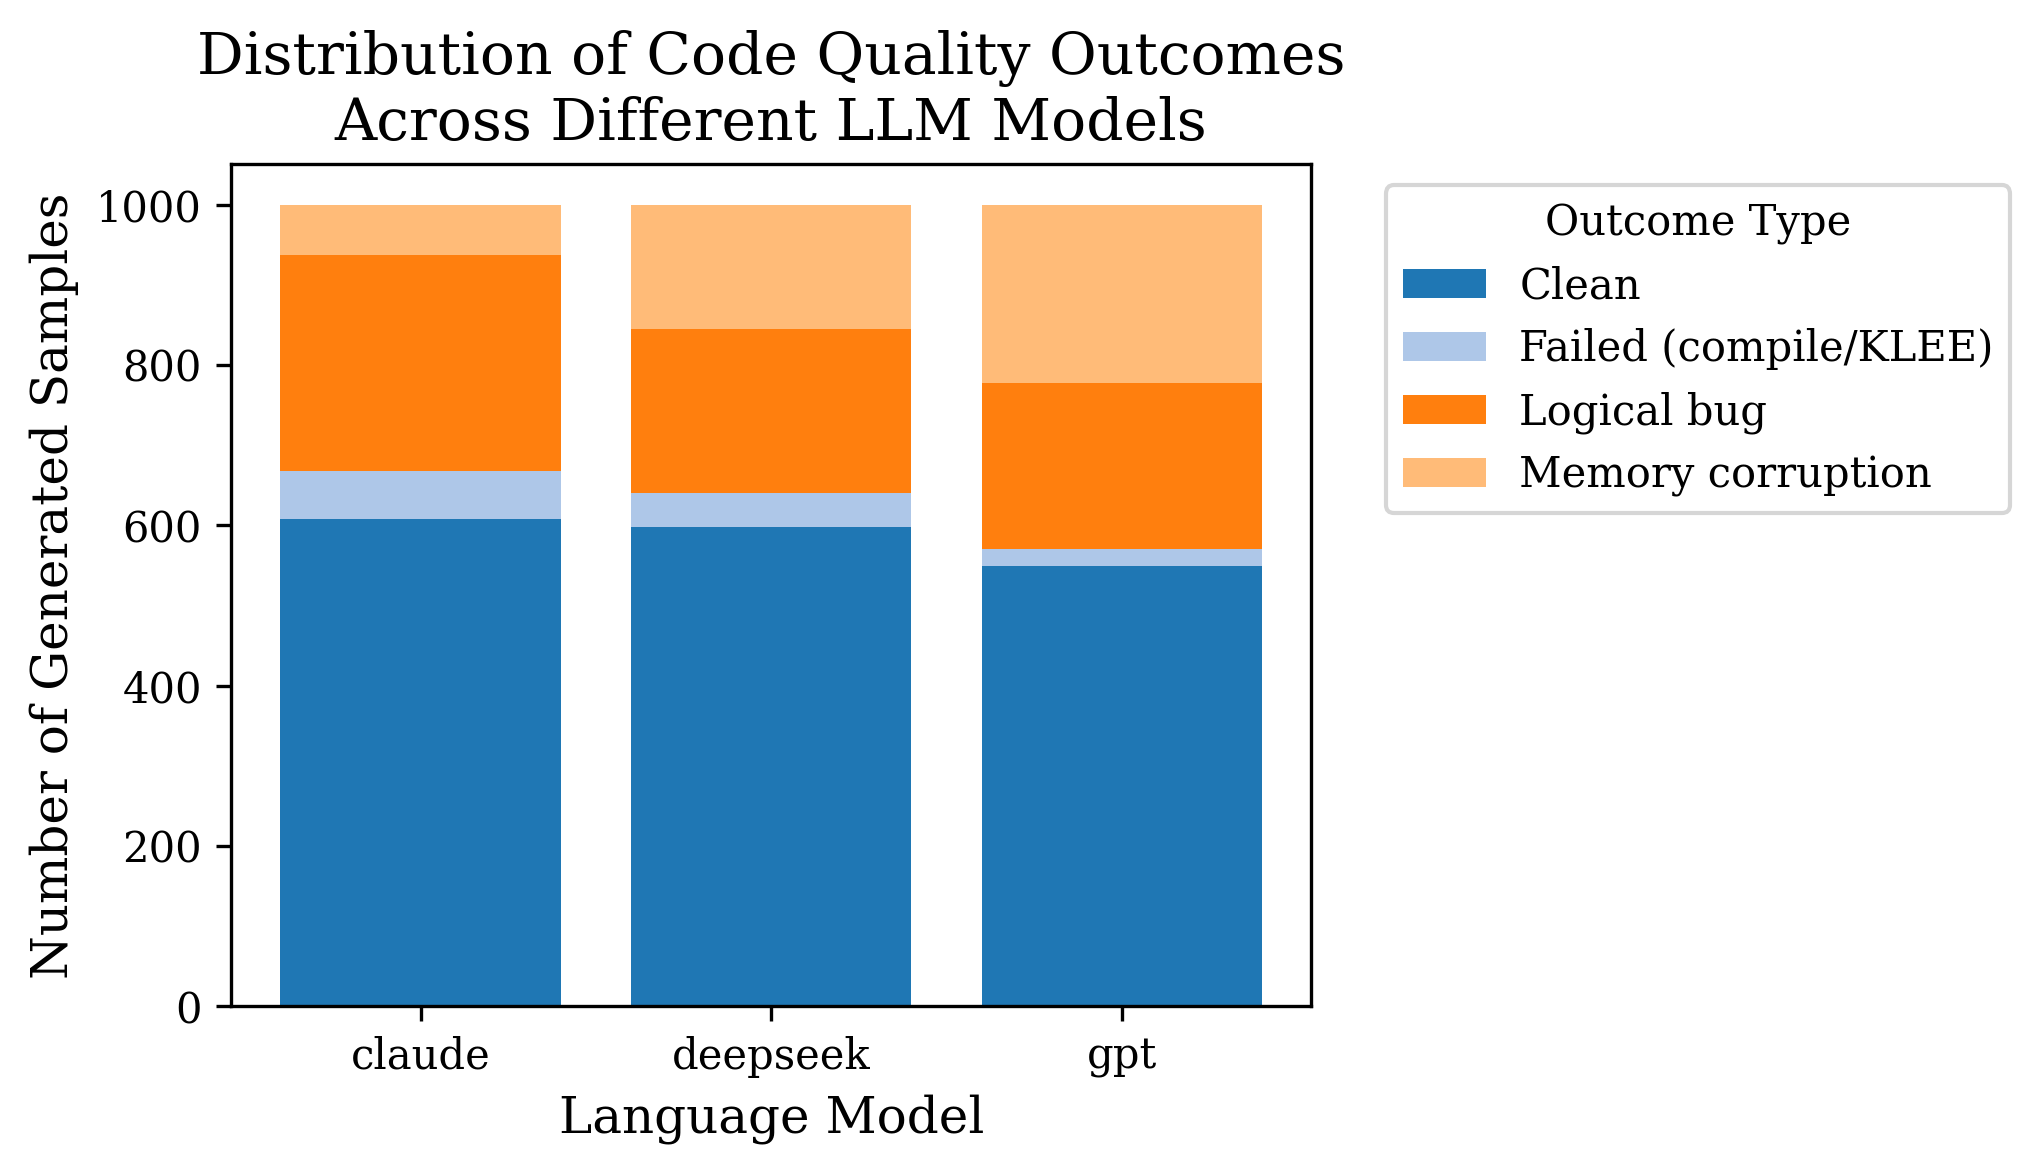 Distribution of Code Quality Outcomes
Across Different LLM Models
Number of Generated Samples
1000
800
600
400
200
0
claude
deepseek
gpt
Language Model
Outcome Type
Clean
Failed (compile/KLEE)
Logical bug
Memory corruption